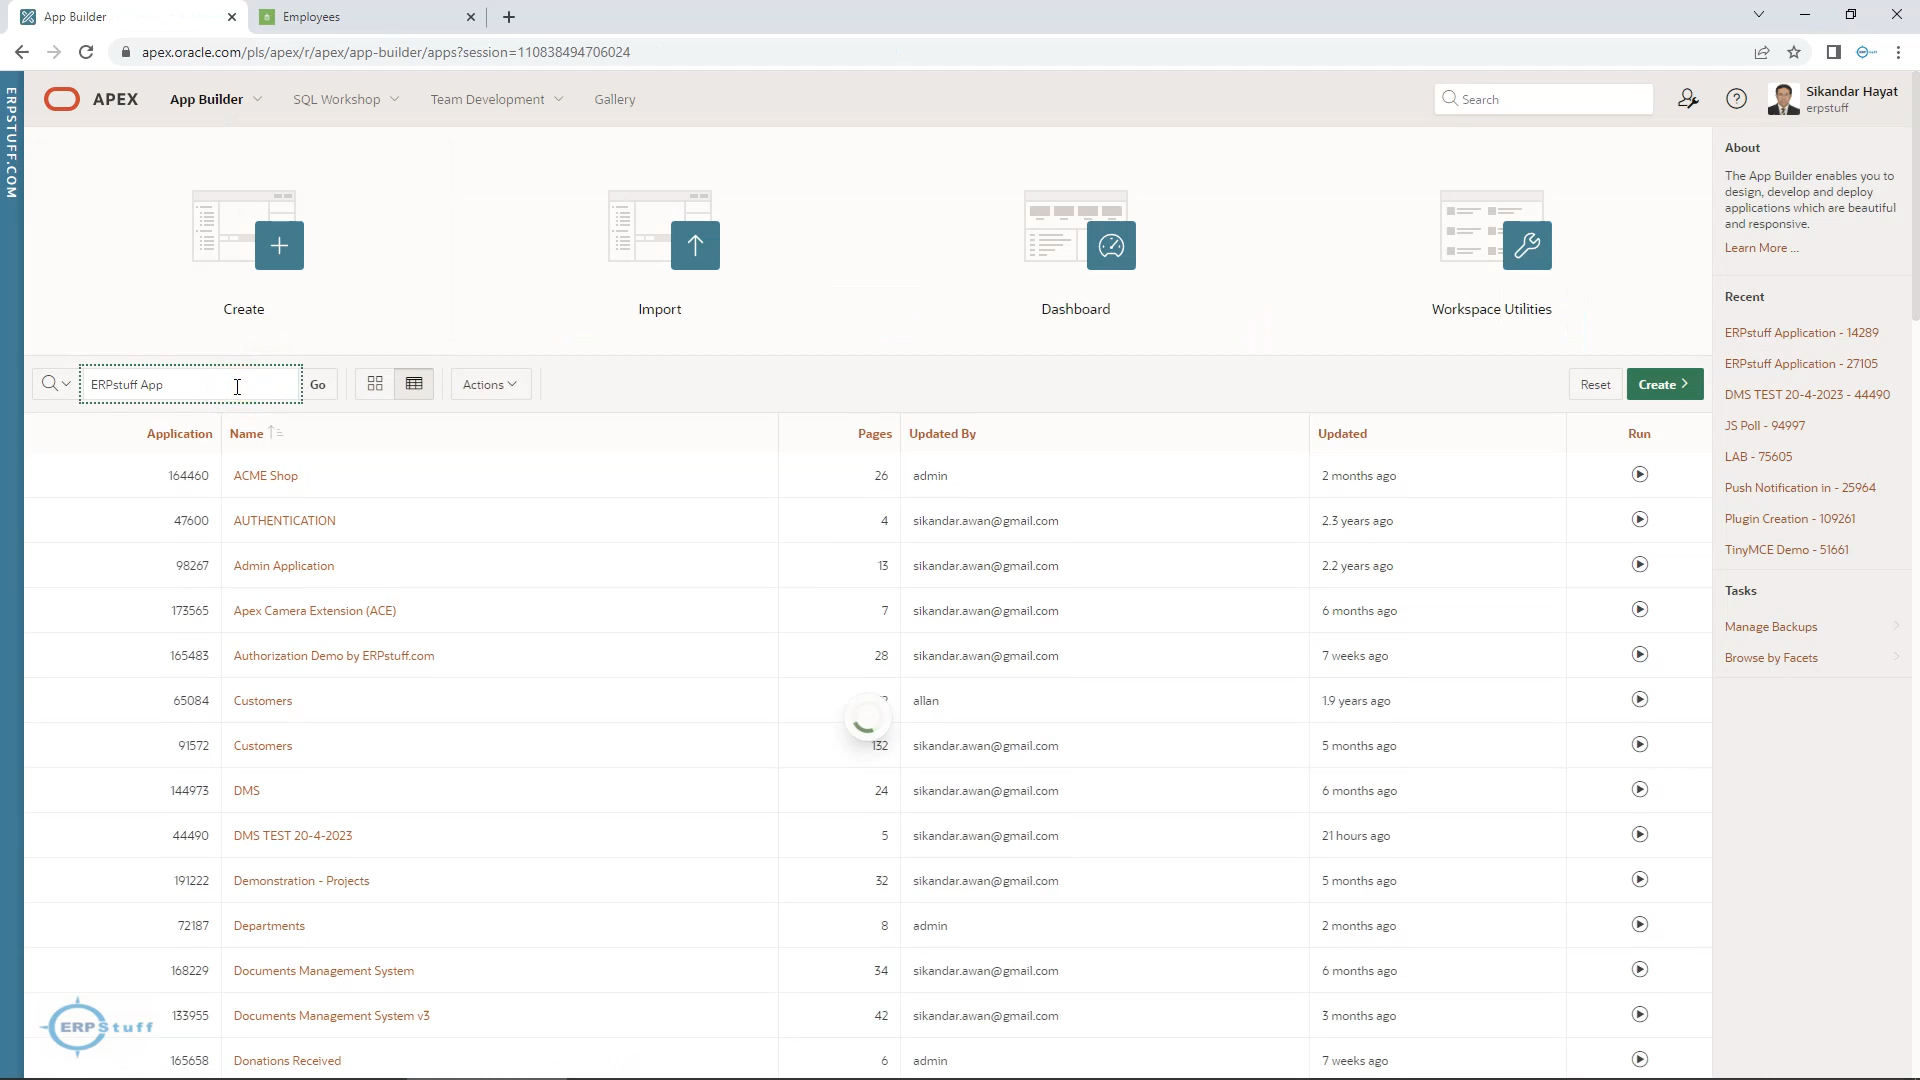 App Builder
Employees
apex.oracle.com/pls/apex/r/apex/app-builder/apps?session=110838494706024
ERPSTUFF.COM
APEX
App Builder
SQL Workshop
Team Development
Gallery
Search
Sikandar Hayat
erpstuff
Create
Import
Dashboard
Workspace Utilities
About
The App Builder enables you to
design, develop and deploy
applications which are beautiful
and responsive.
Learn More ...
Recent
ERPstuff Application - 14289
ERPstuff Application - 27105
DMS TEST 20-4-2023 - 44490
JS Poll - 94997
LAB - 75605
Push Notification in - 25964
Plugin Creation - 109261
TinyMCE Demo - 51661
Tasks
Manage Backups
Browse by Facets
ERPstuff App
Go
Actions
Reset
Create
Application Name Pages Updated By Updated Run
164460 ACME Shop 26 admin 2 months ago
47600 AUTHENTICATION 4 sikandar.awan@gmail.com 2.3 years ago
98267 Admin Application 13 sikandar.awan@gmail.com 2.2 years ago
173565 Apex Camera Extension (ACE) 7 sikandar.awan@gmail.com 6 months ago
165483 Authorization Demo by ERPstuff.com 28 sikandar.awan@gmail.com 7 weeks ago
65084 Customers allan 1.9 years ago
91572 Customers 132 sikandar.awan@gmail.com 5 months ago
144973 DMS 24 sikandar.awan@gmail.com 6 months ago
44490 DMS TEST 20-4-2023 5 sikandar.awan@gmail.com 21 hours ago
191222 Demonstration - Projects 32 sikandar.awan@gmail.com 5 months ago
72187 Departments 8 admin 2 months ago
168229 Documents Management System 34 sikandar.awan@gmail.com 6 months ago
133955 Documents Management System v3 42 sikandar.awan@gmail.com 3 months ago
165658 Donations Received 6 admin 7 weeks ago
ERPStuff